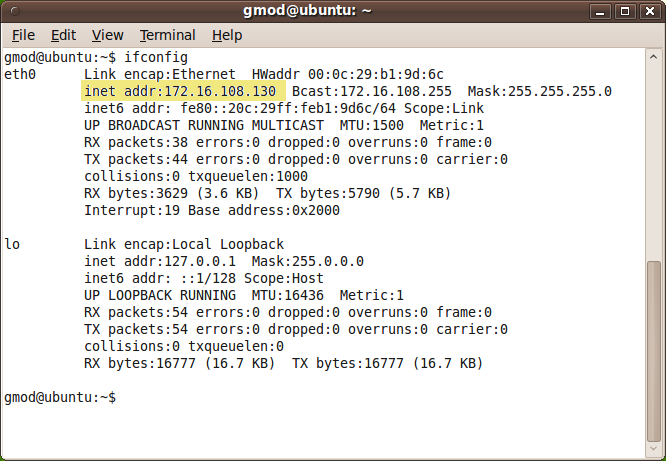 gmod@ubuntu: ~
File Edit View Terminal Help
gmod@ubuntu:~$ ifconfig
eth0      Link encap:Ethernet  HWaddr 00:0c:29:b1:9d:6c
          inet addr:172.16.108.130  Bcast:172.16.108.255  Mask:255.255.255.0
          inet6 addr: fe80::20c:29ff:feb1:9d6c/64 Scope:Link
          UP BROADCAST RUNNING MULTICAST  MTU:1500  Metric:1
          RX packets:38 errors:0 dropped:0 overruns:0 frame:0
          TX packets:44 errors:0 dropped:0 overruns:0 carrier:0
          collisions:0 txqueuelen:1000
          RX bytes:3629 (3.6 KB)  TX bytes:5790 (5.7 KB)
          Interrupt:19 Base address:0x2000

lo        Link encap:Local Loopback
          inet addr:127.0.0.1  Mask:255.0.0.0
          inet6 addr: ::1/128 Scope:Host
          UP LOOPBACK RUNNING  MTU:16436  Metric:1
          RX packets:54 errors:0 dropped:0 overruns:0 frame:0
          TX packets:54 errors:0 dropped:0 overruns:0 carrier:0
          collisions:0 txqueuelen:0
          RX bytes:16777 (16.7 KB)  TX bytes:16777 (16.7 KB)

gmod@ubuntu:~$